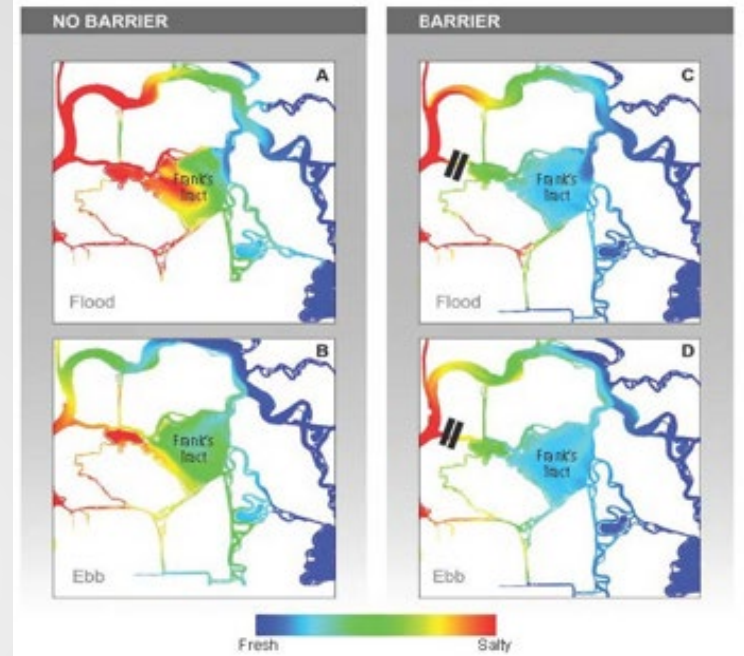 NO BARRIER
BARRIER
A
Frank's
Tract
Flood
C
Frank's
Tract
Flood
B
Frank's
Tract
Ebb
D
Frank's
Tract
Ebb
Fresh
Salty